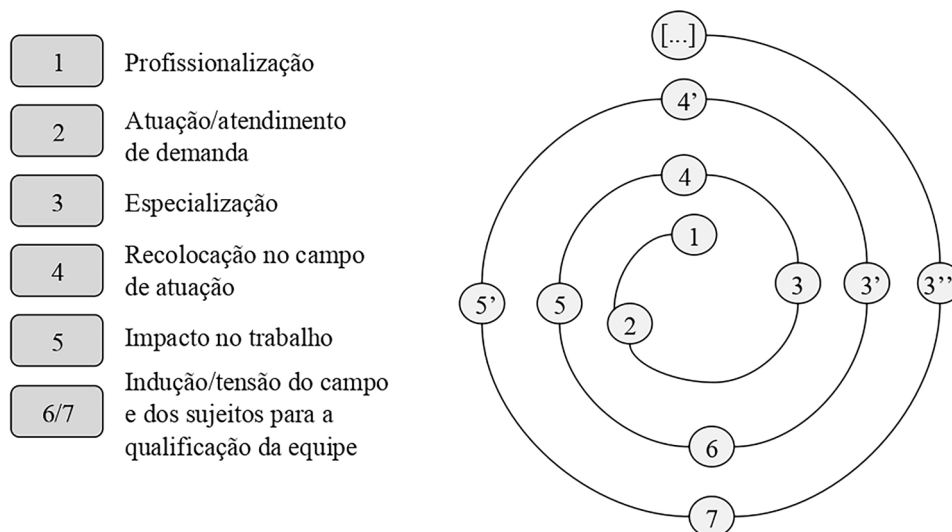 1 Profissionalização
2 Atuação/atendimento
de demanda
3 Especialização
4 Recolocação no campo
de atuação
5 Impacto no trabalho
6/7 Indução/tensão do campo
e dos sujeitos para a
qualificação da equipe
[...]
4’
4
1
5’
5
2
3
3’
3’’
6
7